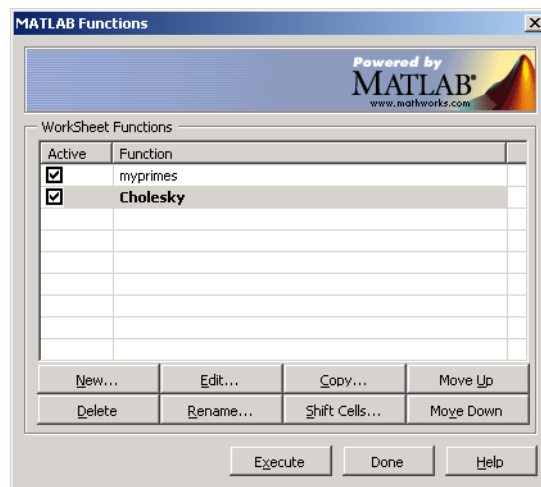 MATLAB Functions
Powered by
MATLAB®
www.mathworks.com
WorkSheet Functions
Active Function
myprimes
Cholesky
New... Edit... Copy... Move Up
Delete Rename... Shift Cells... Move Down
Execute Done Help